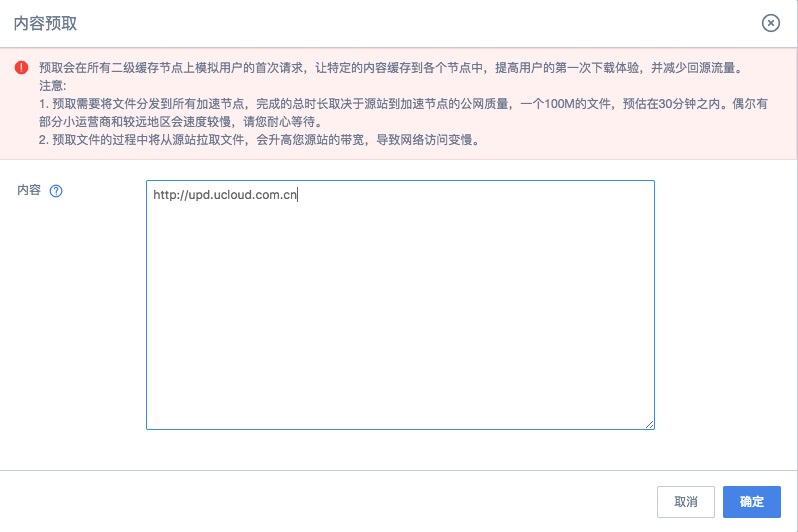 内容预取
预取会在所有二级缓存节点上模拟用户的首次请求，让特定的内容缓存到各个节点中，提高用户的第一次下载体验，并减少回源流量。
注意:
1. 预取需要将文件分发到所有加速节点，完成的总时长取决于源站到加速节点的公网质量，一个100M的文件，预估在30分钟之内。偶尔有
部分小运营商和较远地区会速度较慢，请您耐心等待。
2. 预取文件的过程中将从源站拉取文件，会升高您源站的带宽，导致网络访问变慢。
内容
http://upd.ucloud.com.cn
取消
确定